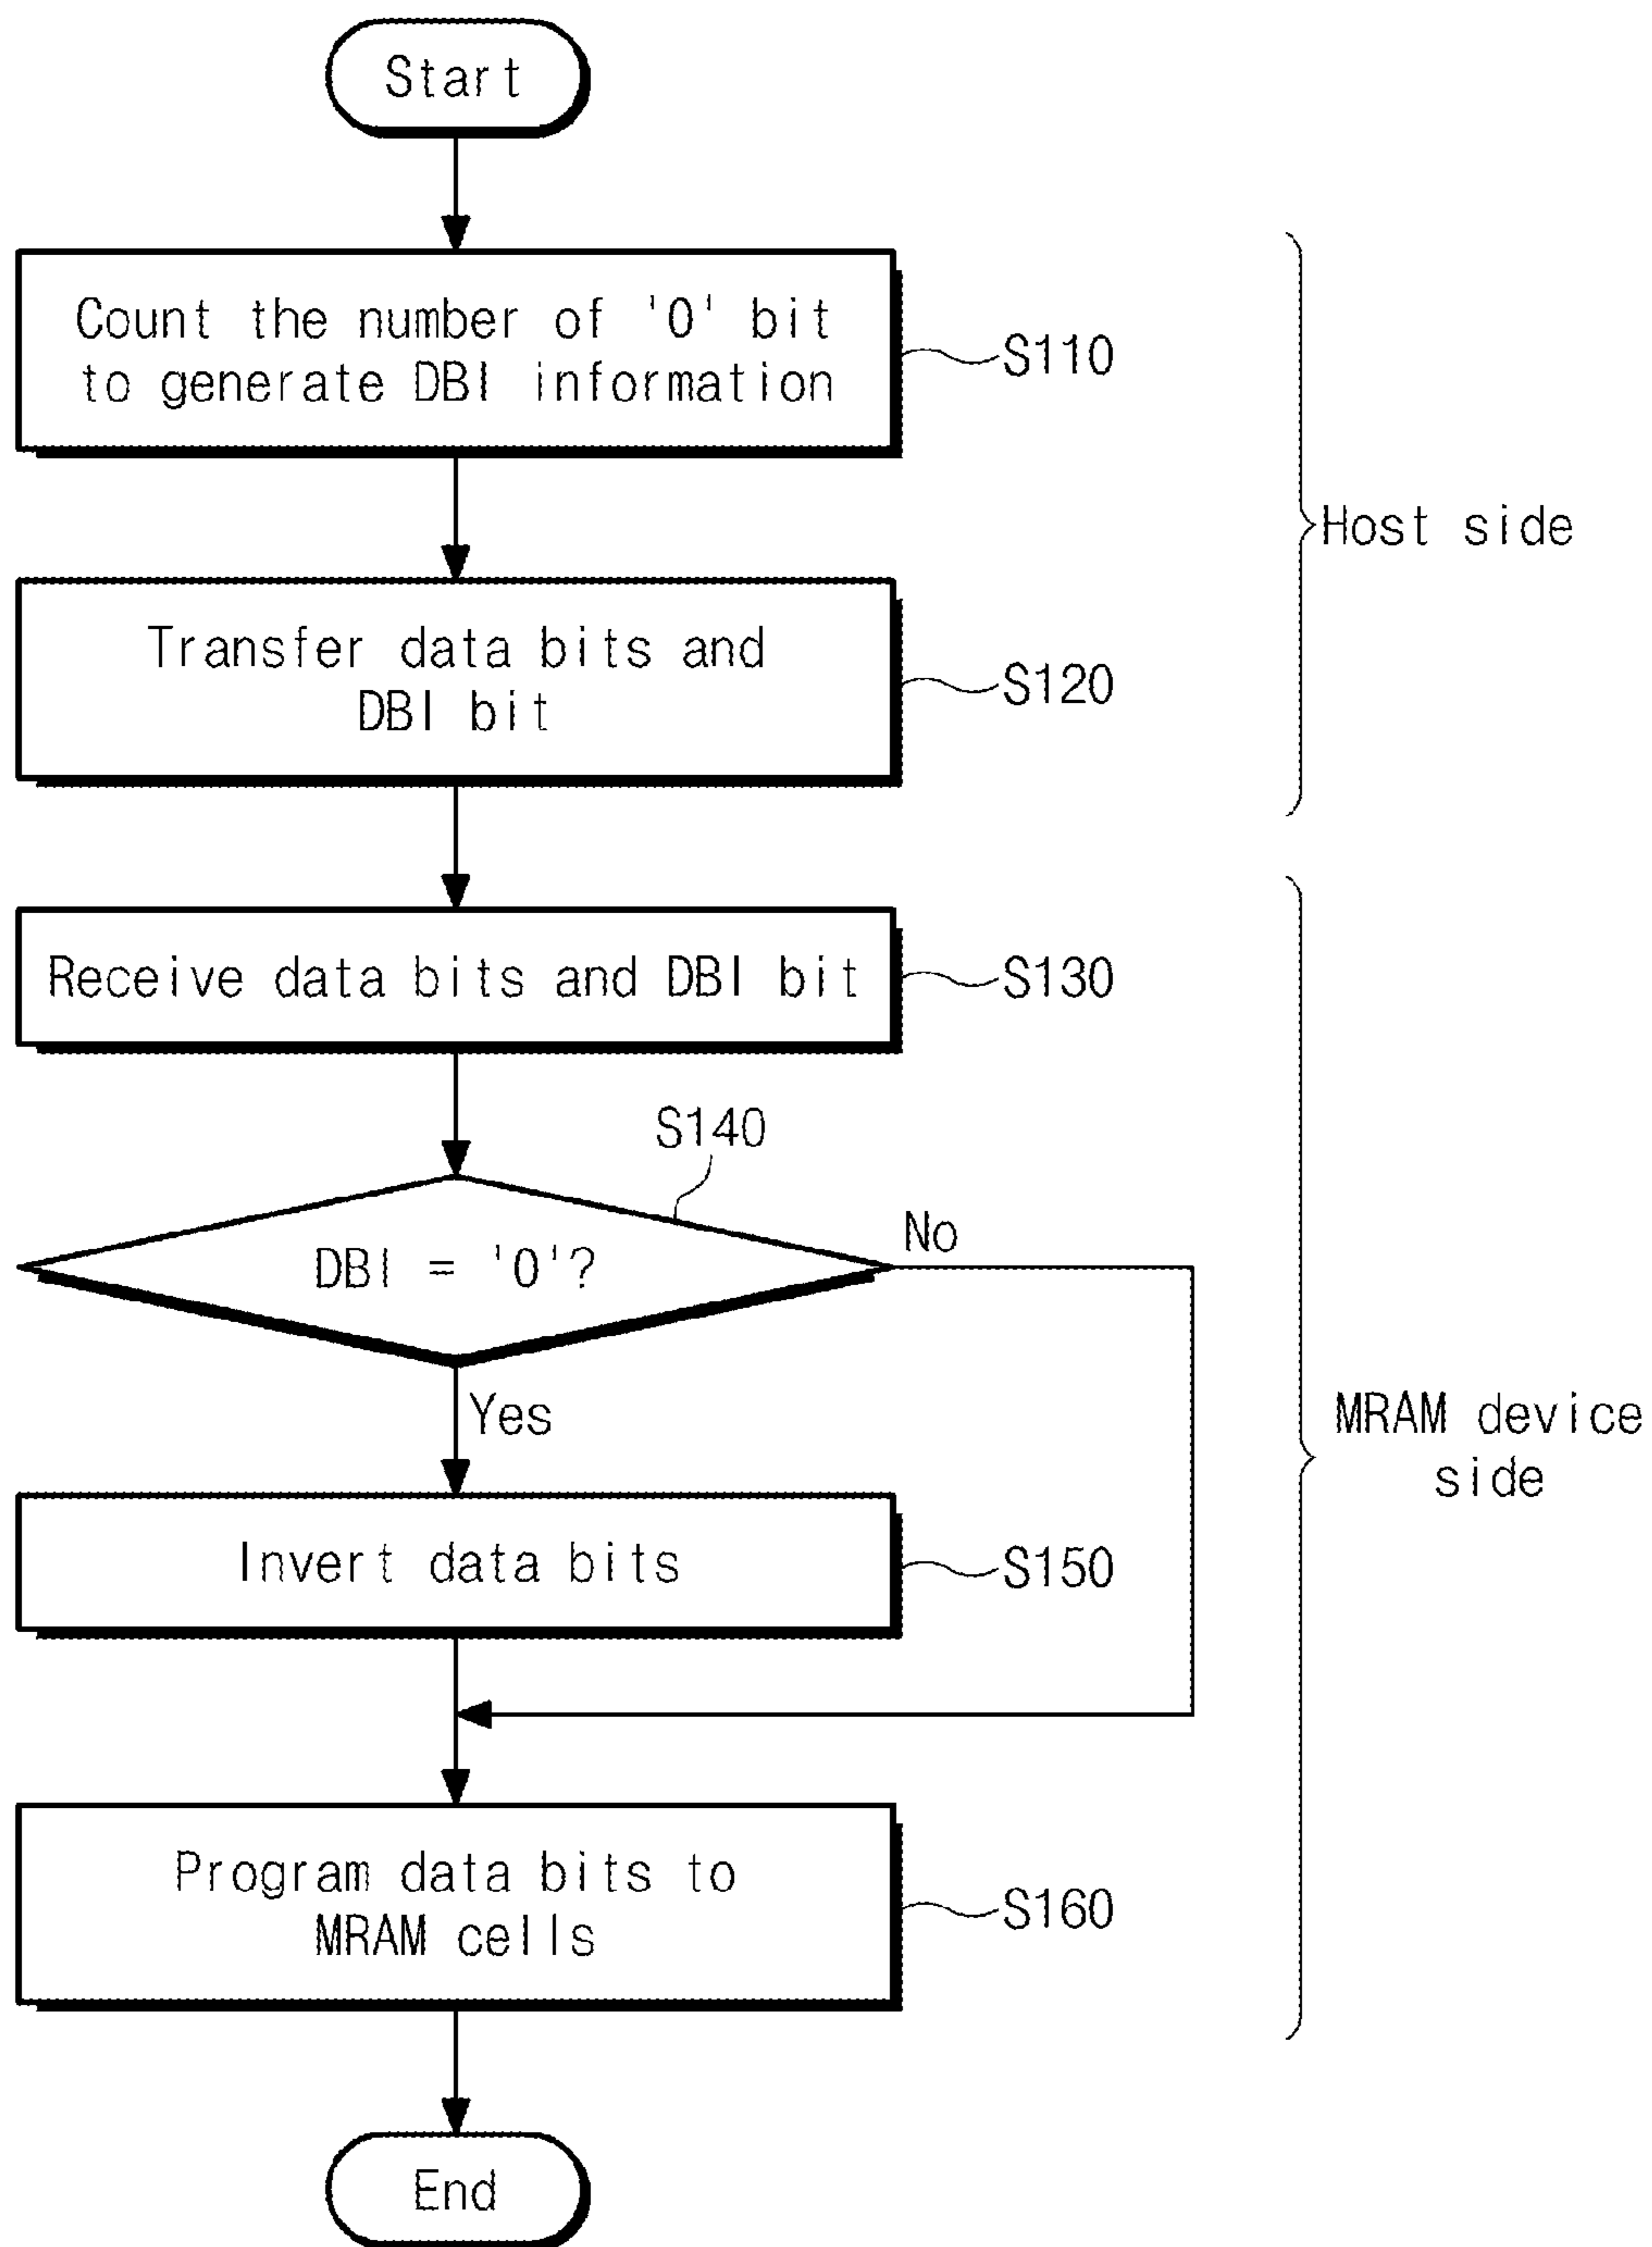 Start
Count the number of '0' bit
to generate DBI information
S110
Host side
Transfer data bits and
DBI bit
S120
Receive data bits and DBI bit
S130
S140
DBI = '0'?
No
Yes
MRAM device
side
Invert data bits
S150
Program data bits to
MRAM cells
S160
End